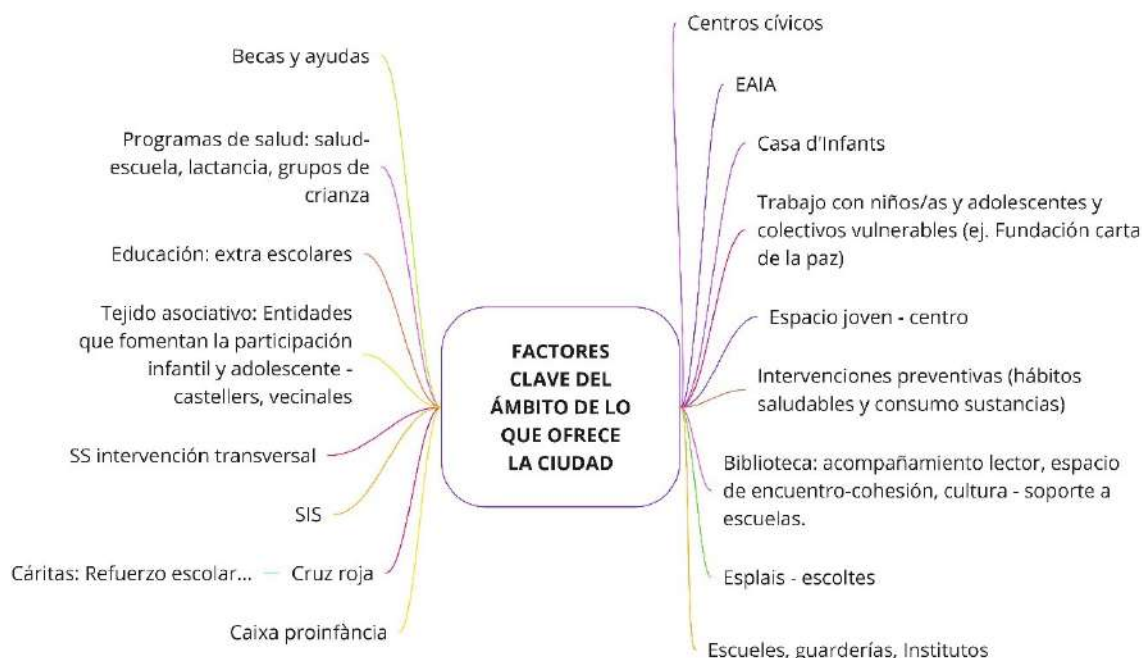 Becas y ayudas
Programas de salud: salud-
escuela, lactancia, grupos de
crianza
Educación: extra escolares
Tejido asociativo: Entidades
que fomentan la participación
infantil y adolescente -
castellers, vecinales
SS intervención transversal
SIS
Cáritas: Refuerzo escolar... Cruz roja
Caixa proinfància
FACTORES
CLAVE DEL
ÁMBITO DE LO
QUE OFRECE
LA CIUDAD
Centros cívicos
EAIA
Casa d'Infants
Trabajo con niños/as y adolescentes y
colectivos vulnerables (ej. Fundación carta
de la paz)
Espacio joven - centro
Intervenciones preventivas (hábitos
saludables y consumo sustancias)
Biblioteca: acompañamiento lector, espacio
de encuentro-cohesión, cultura - soporte a
escuelas.
Esplais - escoltes
Escueles, guarderías, Institutos